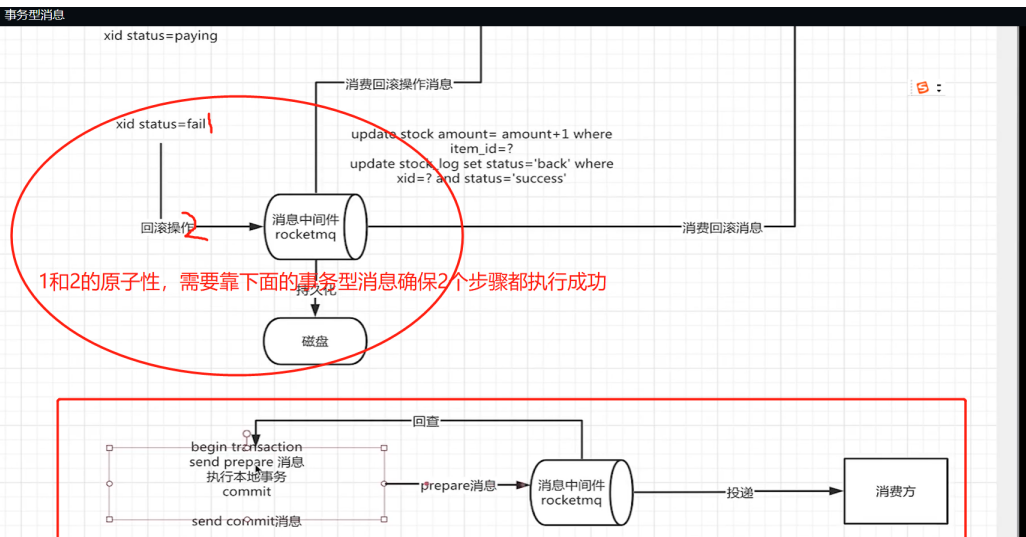 事务型消息
xid status=paying
消费回滚操作消息
xid status=fail
1
update stock amount= amount+1 where
item_id=?
update stock_log set status='back' where
xid=? and status='success'
回滚操作
2
消息中间件
rocketmq
消费回滚消息
1和2的原子性，需要靠下面的事务型消息确保2个步骤都执行成功
持久化
磁盘
回查
begin transaction
send prepare 消息
执行本地事务
commit
send commit消息
prepare消息
消息中间件
rocketmq
投递
消费方